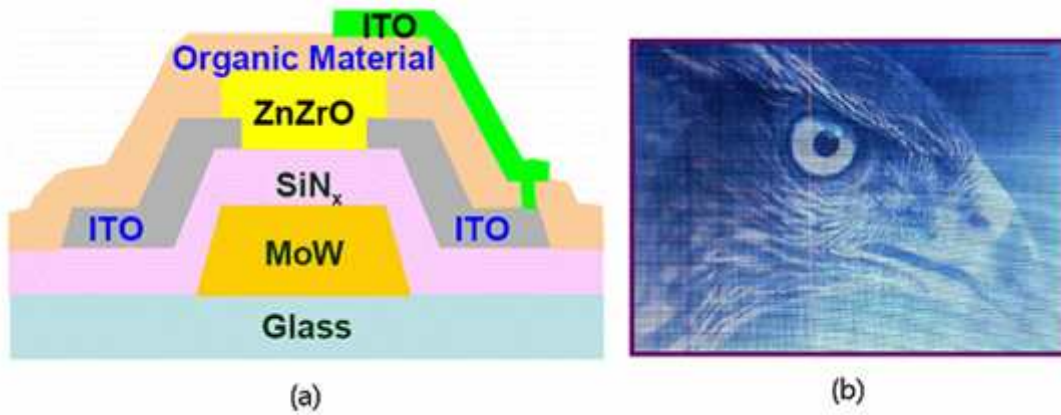 ITO
Organic Material
ZnZrO
SiNₓ
ITO
ITO
MoW
Glass
(a)
(b)